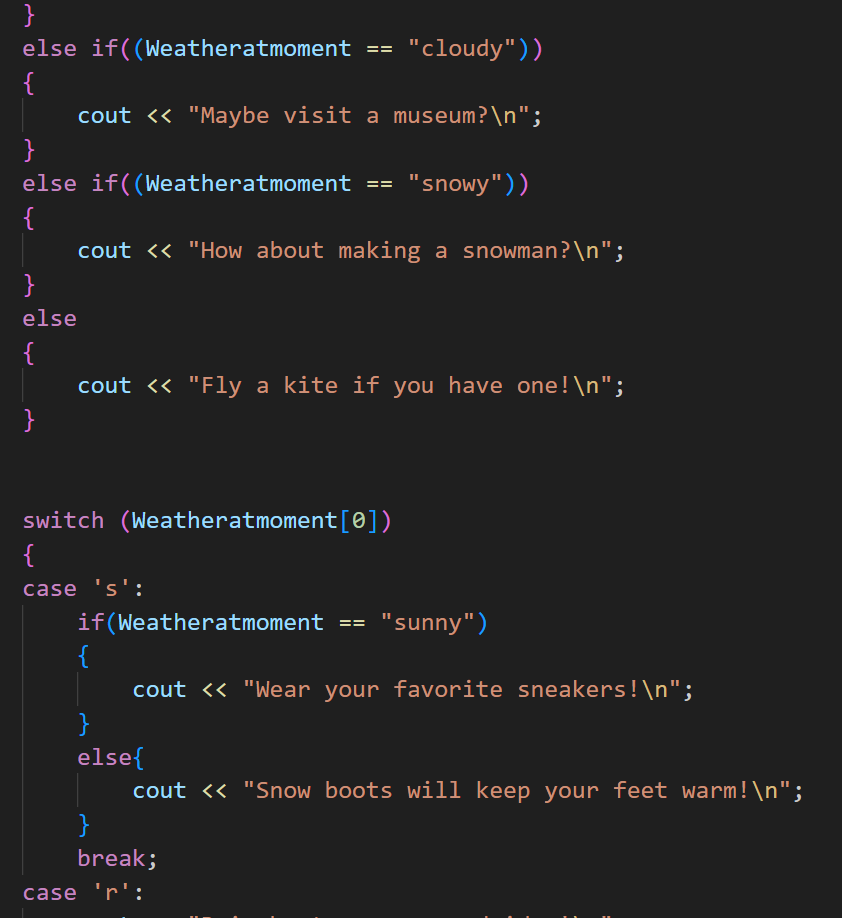 }
else if((Weatheratmoment == "cloudy"))
{
    cout << "Maybe visit a museum?\n";
}
else if((Weatheratmoment == "snowy"))
{
    cout << "How about making a snowman?\n";
}
else
{
    cout << "Fly a kite if you have one!\n";
}
switch (Weatheratmoment[0])
{
case 's':
    if(Weatheratmoment == "sunny")
    {
        cout << "Wear your favorite sneakers!\n";
    }
    else{
        cout << "Snow boots will keep your feet warm!\n";
    }
    break;
case 'r':